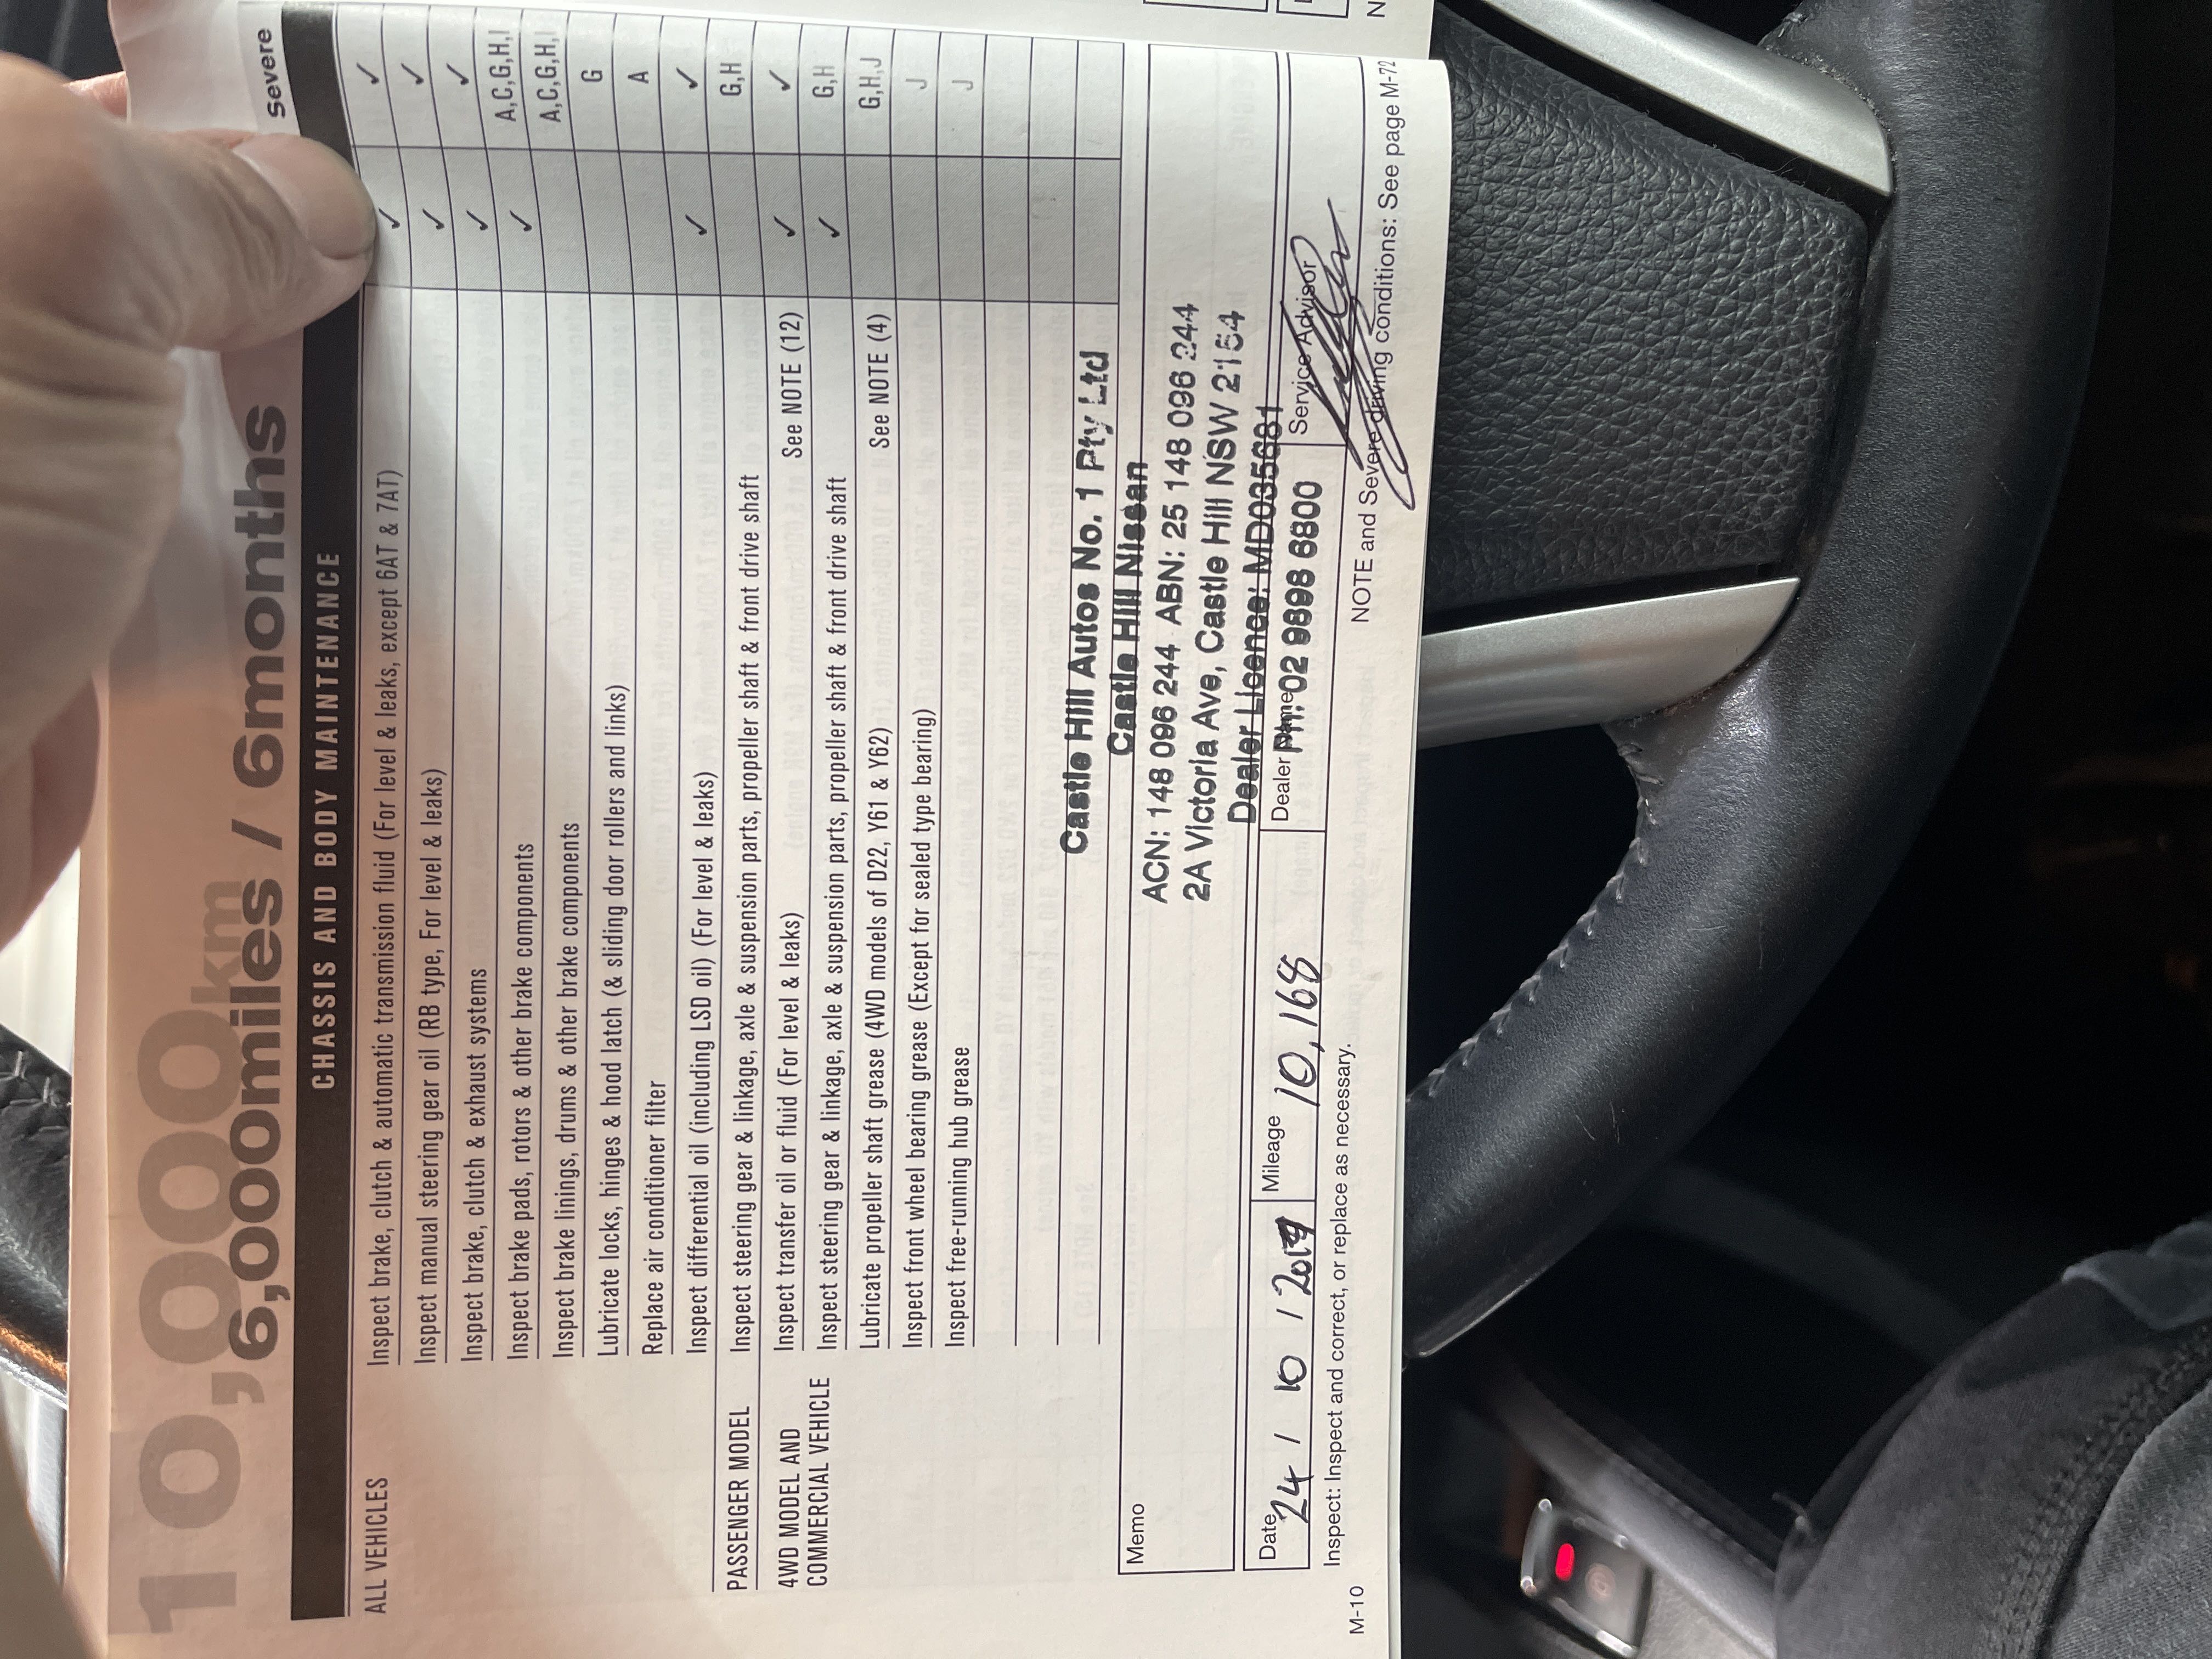 10,000km
6,000miles / 6months
Severe
CHASSIS AND BODY MAINTENANCE
ALL VEHICLES
Inspect brake, clutch & automatic transmission fluid (For level & leaks, except 6AT & 7AT) ✓ ✓
Inspect manual steering gear oil (RB type, For level & leaks) ✓ ✓
Inspect brake, clutch & exhaust systems ✓ ✓
Inspect brake pads, rotors & other brake components ✓ A,C,G,H,I
Inspect brake linings, drums & other brake components A,C,G,H,I
Lubricate locks, hinges & hood latch (& sliding door rollers and links) G
Replace air conditioner filter A
Inspect differential oil (including LSD oil) (For level & leaks) ✓ ✓
PASSENGER MODEL Inspect steering gear & linkage, axle & suspension parts, propeller shaft & front drive shaft G,H
4WD MODEL AND Inspect transfer oil or fluid (For level & leaks) See NOTE (12) ✓ ✓
COMMERCIAL VEHICLE Inspect steering gear & linkage, axle & suspension parts, propeller shaft & front drive shaft ✓ G,H
Lubricate propeller shaft grease (4WD models of D22, Y61 & Y62) See NOTE (4) G,H,J
Inspect front wheel bearing grease (Except for sealed type bearing) J
Inspect free-running hub grease J
Memo
Castle Hill Autos No. 1 Pty Ltd
Castle Hill Nissan
ACN: 148 096 244 ABN: 25 148 096 244
2A Victoria Ave, Castle Hill NSW 2154
Dealer Licence: MD035681
Ph: 02 9898 6800
Date 24 / 10 /
Mileage 10,168
Dealer Name
Service Advisor
Inspect: Inspect and correct, or replace as necessary.
NOTE and Severe driving conditions: See page M-72
M-10
N